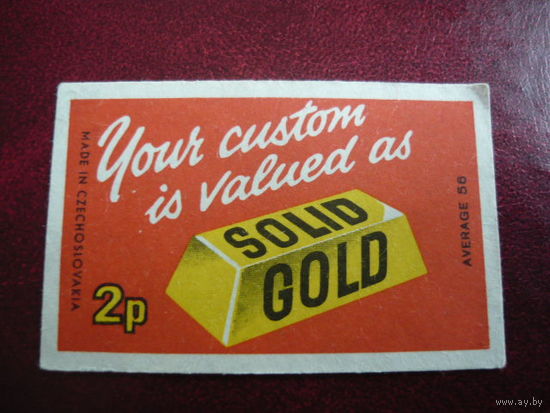 Your custom
is valued as
SOLID
GOLD
2p
MADE IN CZECHOSLOVAKIA
AVERAGE 56
www.ay.by